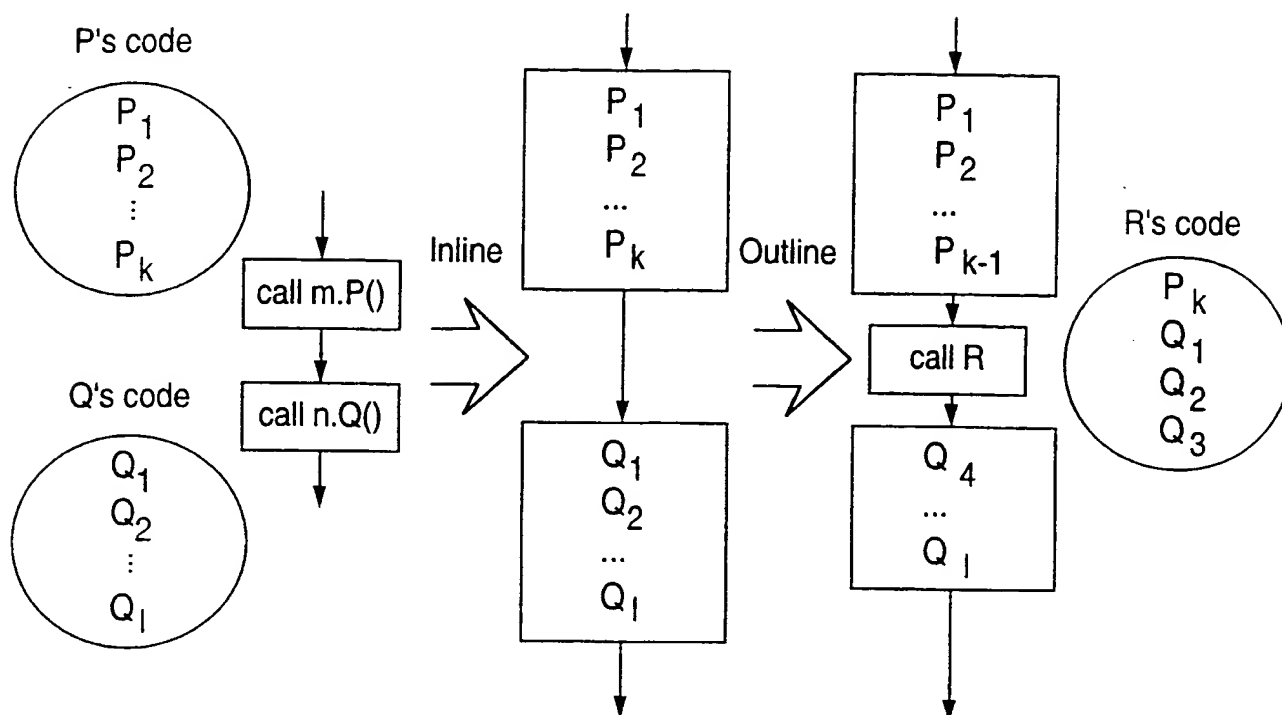 P's code
P₁
P₂
...
Pₖ
call m.P()
call n.Q()
Q's code
Q₁
Q₂
...
Qₗ
Inline
P₁
P₂
...
Pₖ
Q₁
Q₂
...
Qₗ
Outline
P₁
P₂
...
Pₖ₋₁
call R
Q₄
...
Qₗ
R's code
Pₖ
Q₁
Q₂
Q₃